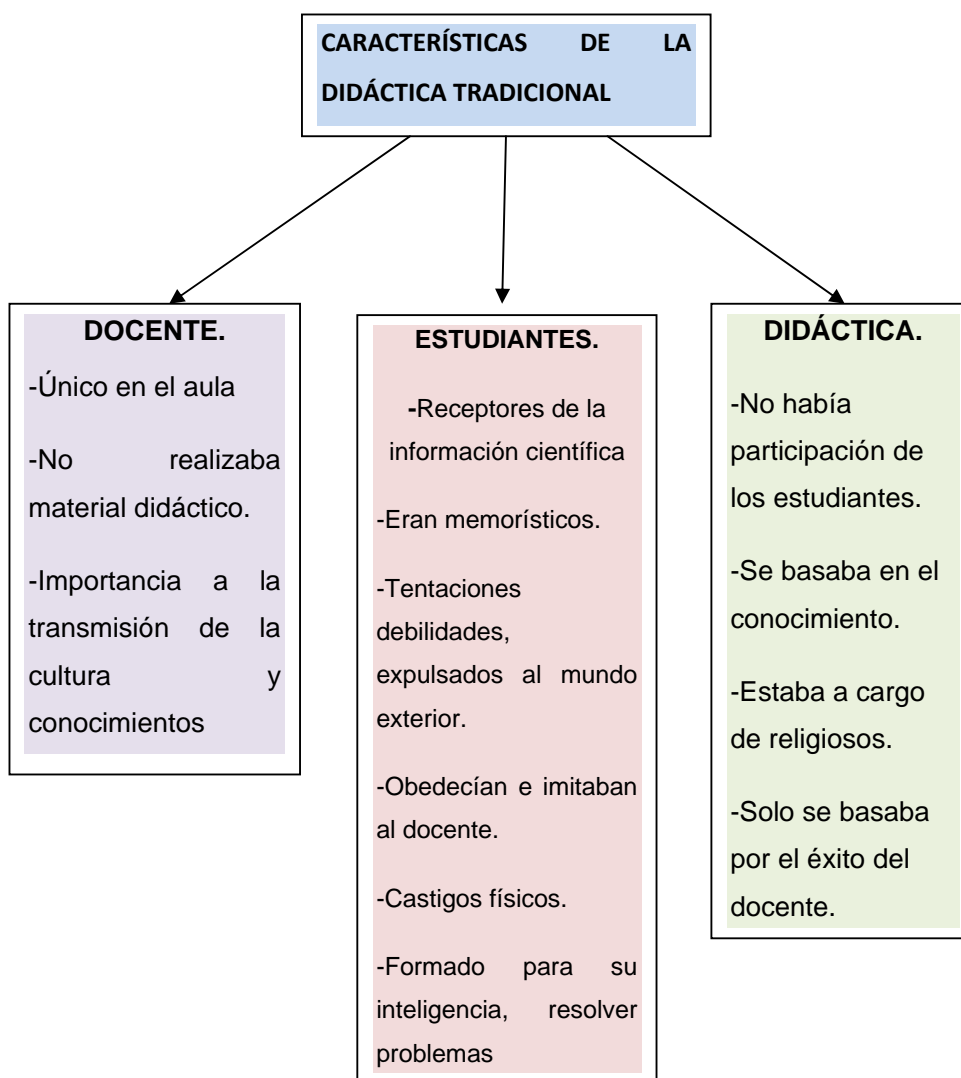 CARACTERÍSTICAS DE LA
DIDÁCTICA TRADICIONAL
DOCENTE.
-Único en el aula
-No realizaba
material didáctico.
-Importancia a la
transmisión de la
cultura y
conocimientos
ESTUDIANTES.
-Receptores de la
información científica
-Eran memorísticos.
-Tentaciones
debilidades,
expulsados al mundo
exterior.
-Obedecían e imitaban
al docente.
-Castigos físicos.
-Formado para su
inteligencia, resolver
problemas
DIDÁCTICA.
-No había
participación de
los estudiantes.
-Se basaba en el
conocimiento.
-Estaba a cargo
de religiosos.
-Solo se basaba
por el éxito del
docente.